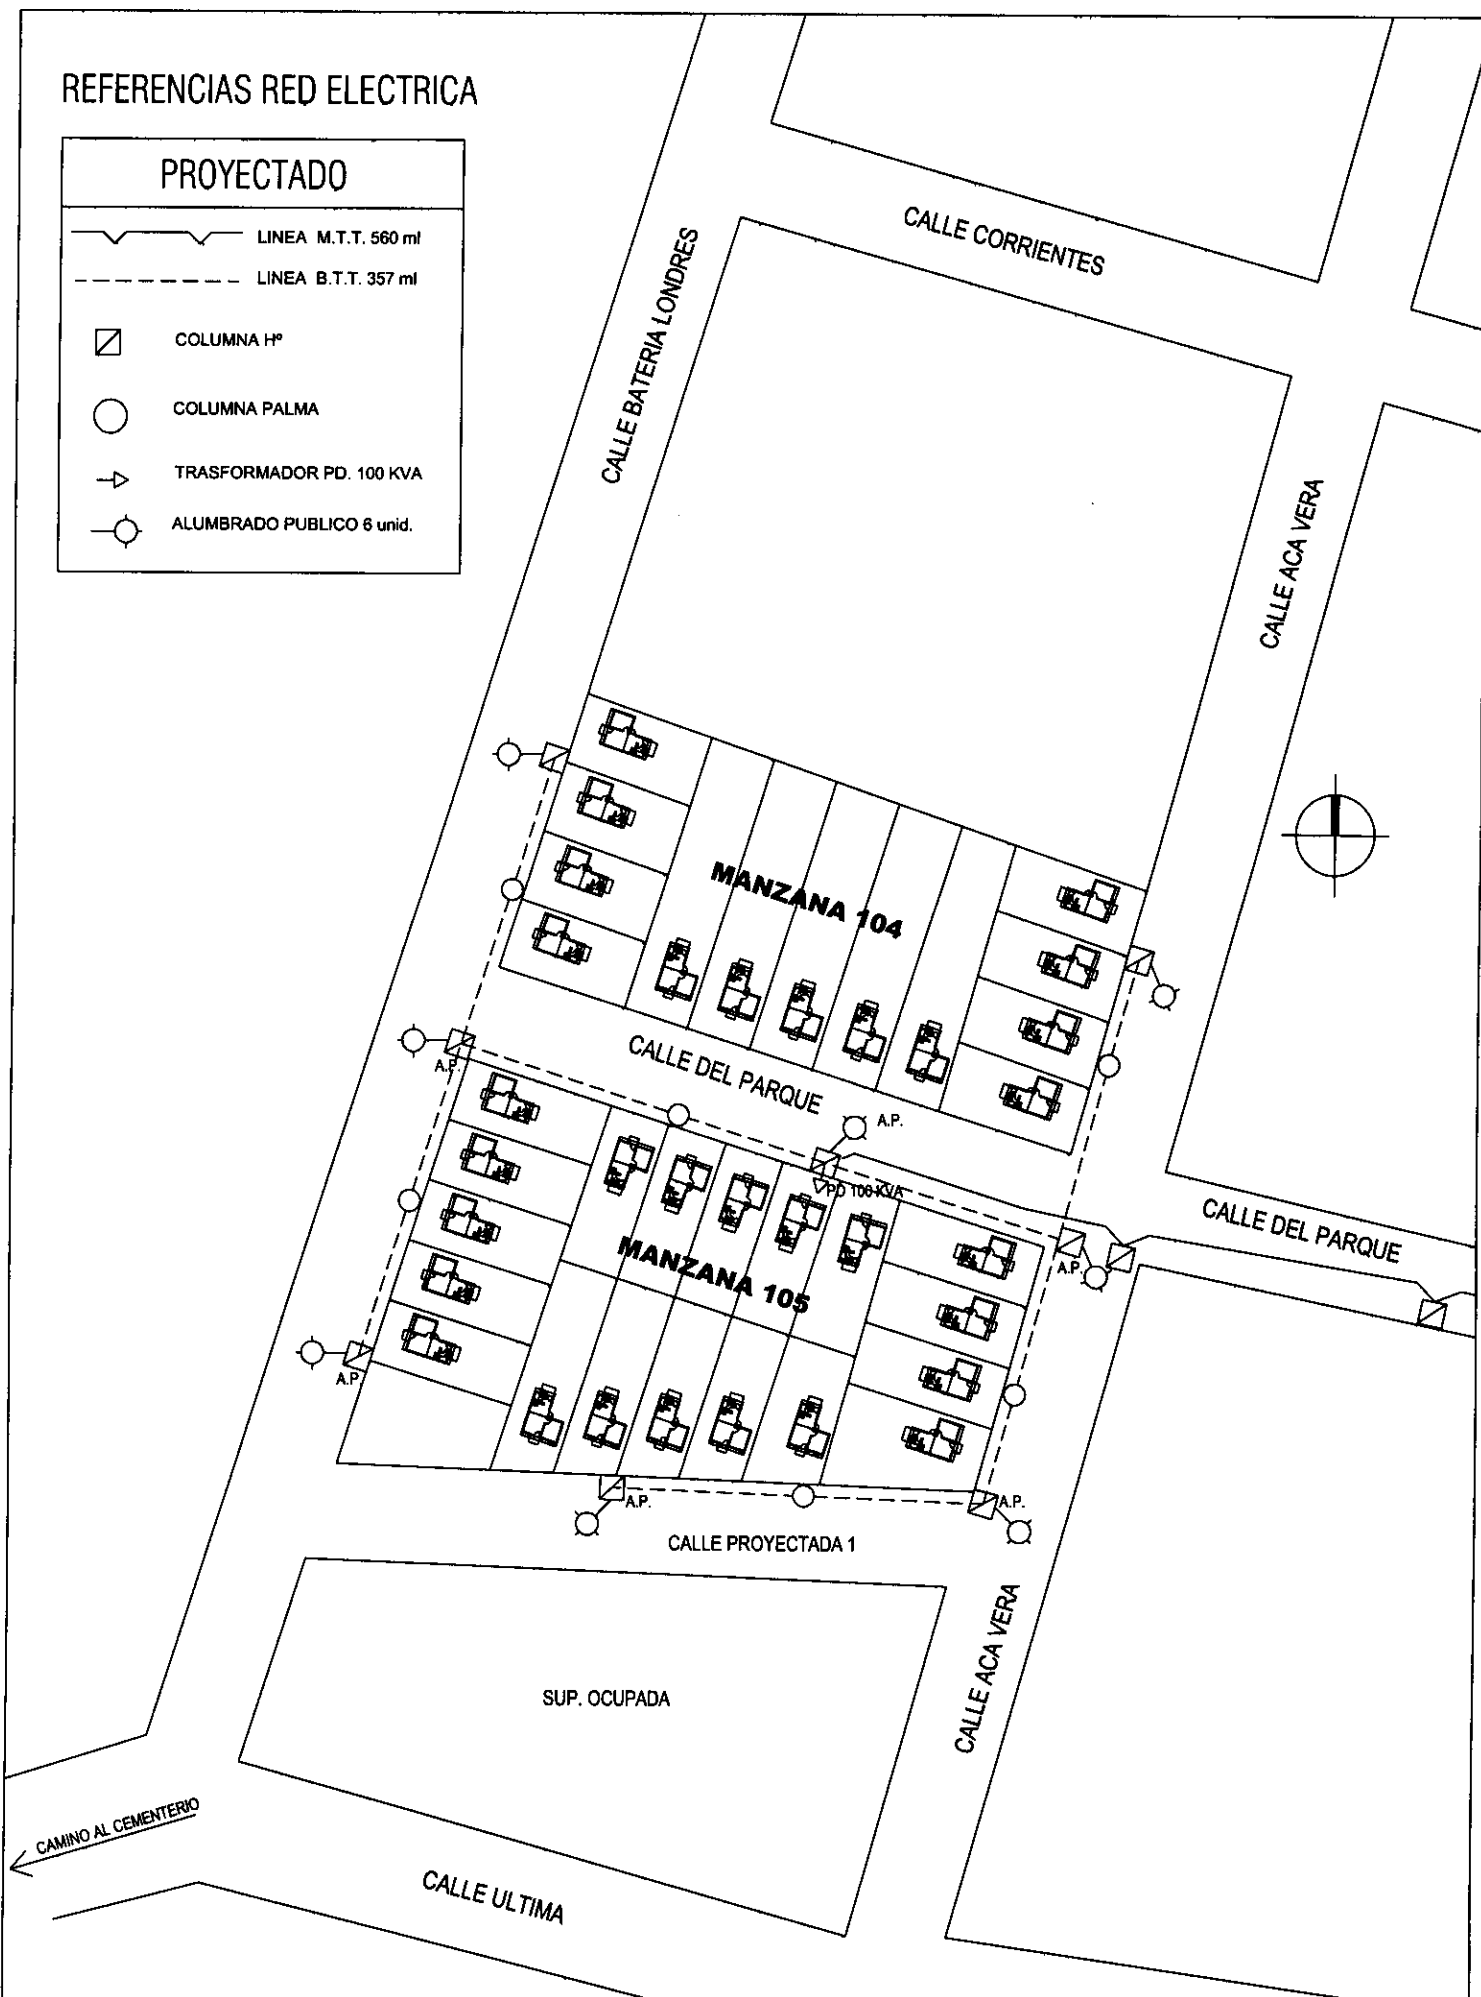 REFERENCIAS RED ELECTRICA
PROYECTADO
LINEA M.T.T. 560 ml
LINEA B.T.T. 357 ml
COLUMNA Hº
COLUMNA PALMA
TRASFORMADOR PD. 100 KVA
ALUMBRADO PUBLICO 6 unid.
CALLE CORRIENTES
CALLE BATERIA LONDRES
CALLE ACA VERA
MANZANA 104
CALLE DEL PARQUE
A.P.
A.P.
PD 100 KVA
CALLE DEL PARQUE
A.P.
MANZANA 105
A.P.
A.P.
A.P.
CALLE PROYECTADA 1
CALLE ACA VERA
SUP. OCUPADA
CAMINO AL CEMENTERIO
CALLE ULTIMA